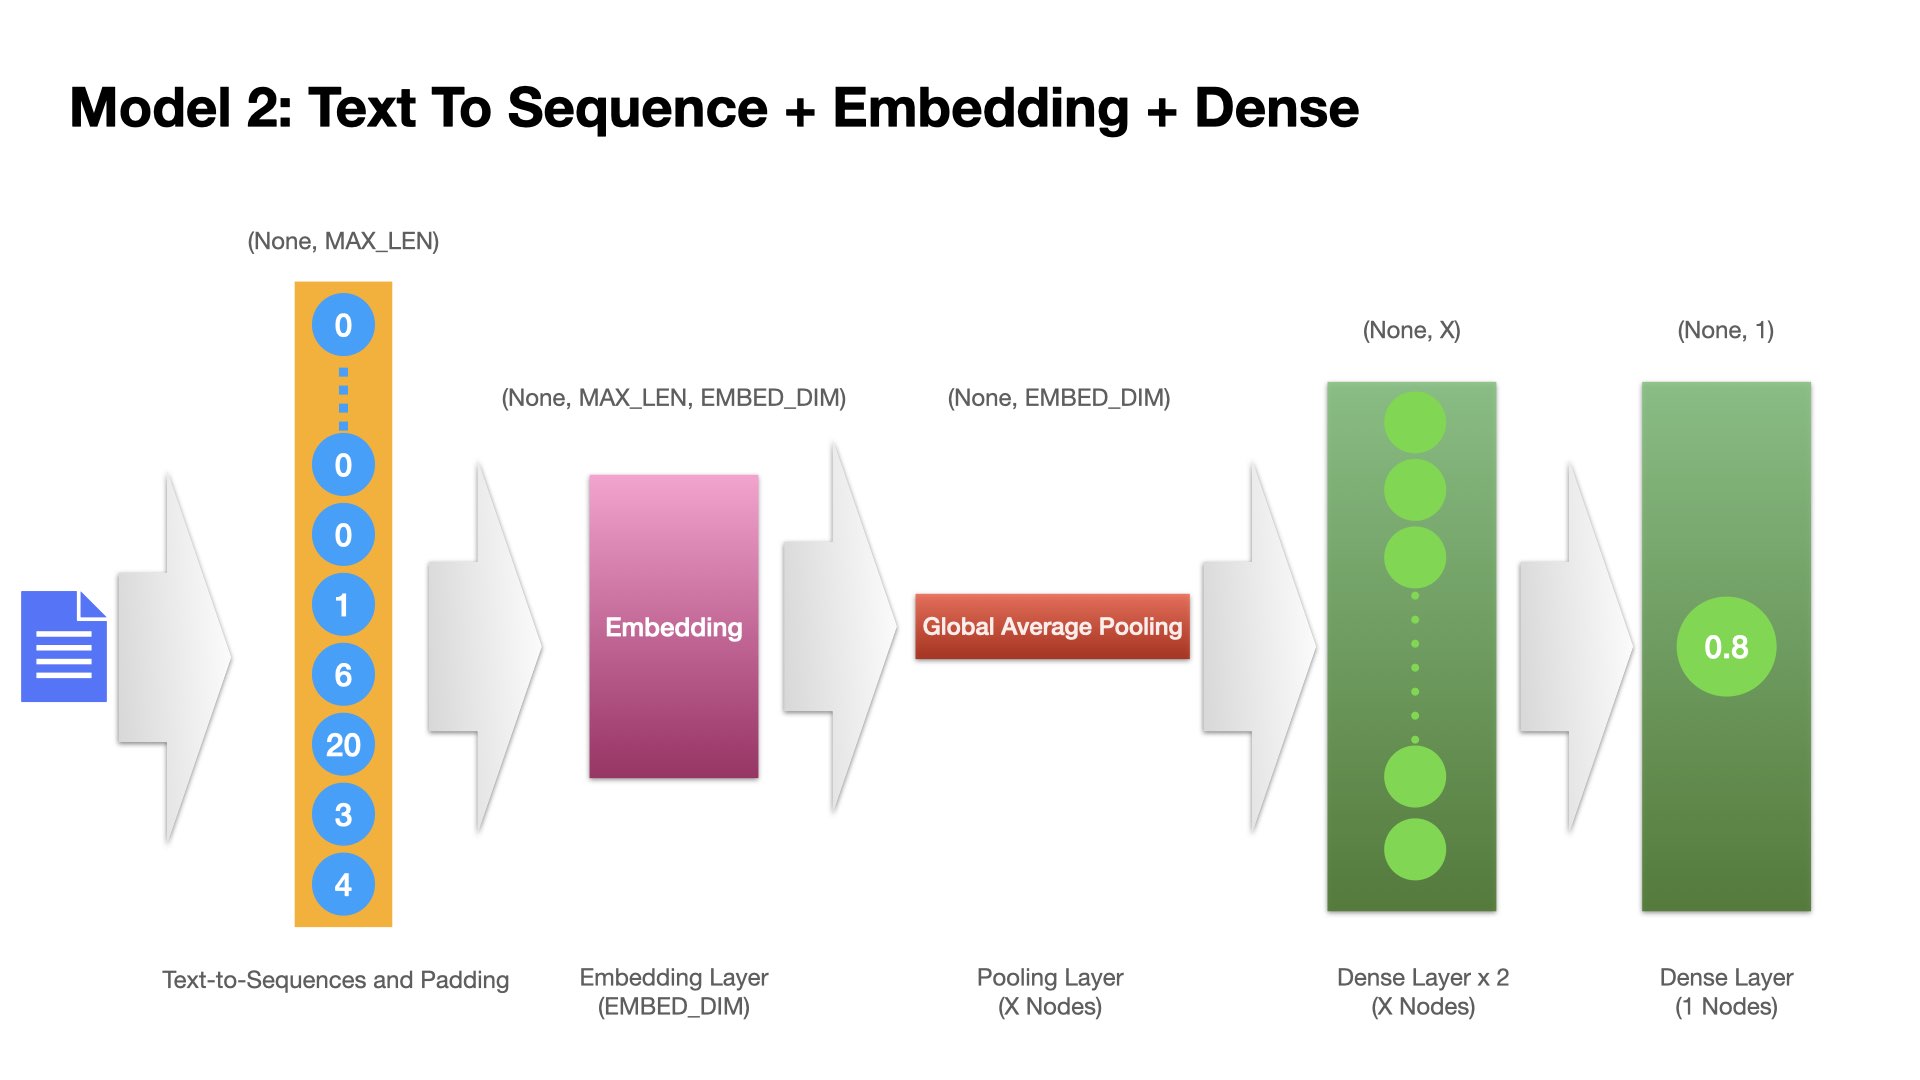 Model 2: Text To Sequence + Embedding + Dense
(None, MAX_LEN)
0
0
0
1
6
20
3
4
Text-to-Sequences and Padding
(None, MAX_LEN, EMBED_DIM)
Embedding
Embedding Layer
(EMBED_DIM)
(None, EMBED_DIM)
Global Average Pooling
Pooling Layer
(X Nodes)
(None, X)
Dense Layer x 2
(X Nodes)
(None, 1)
0.8
Dense Layer
(1 Nodes)